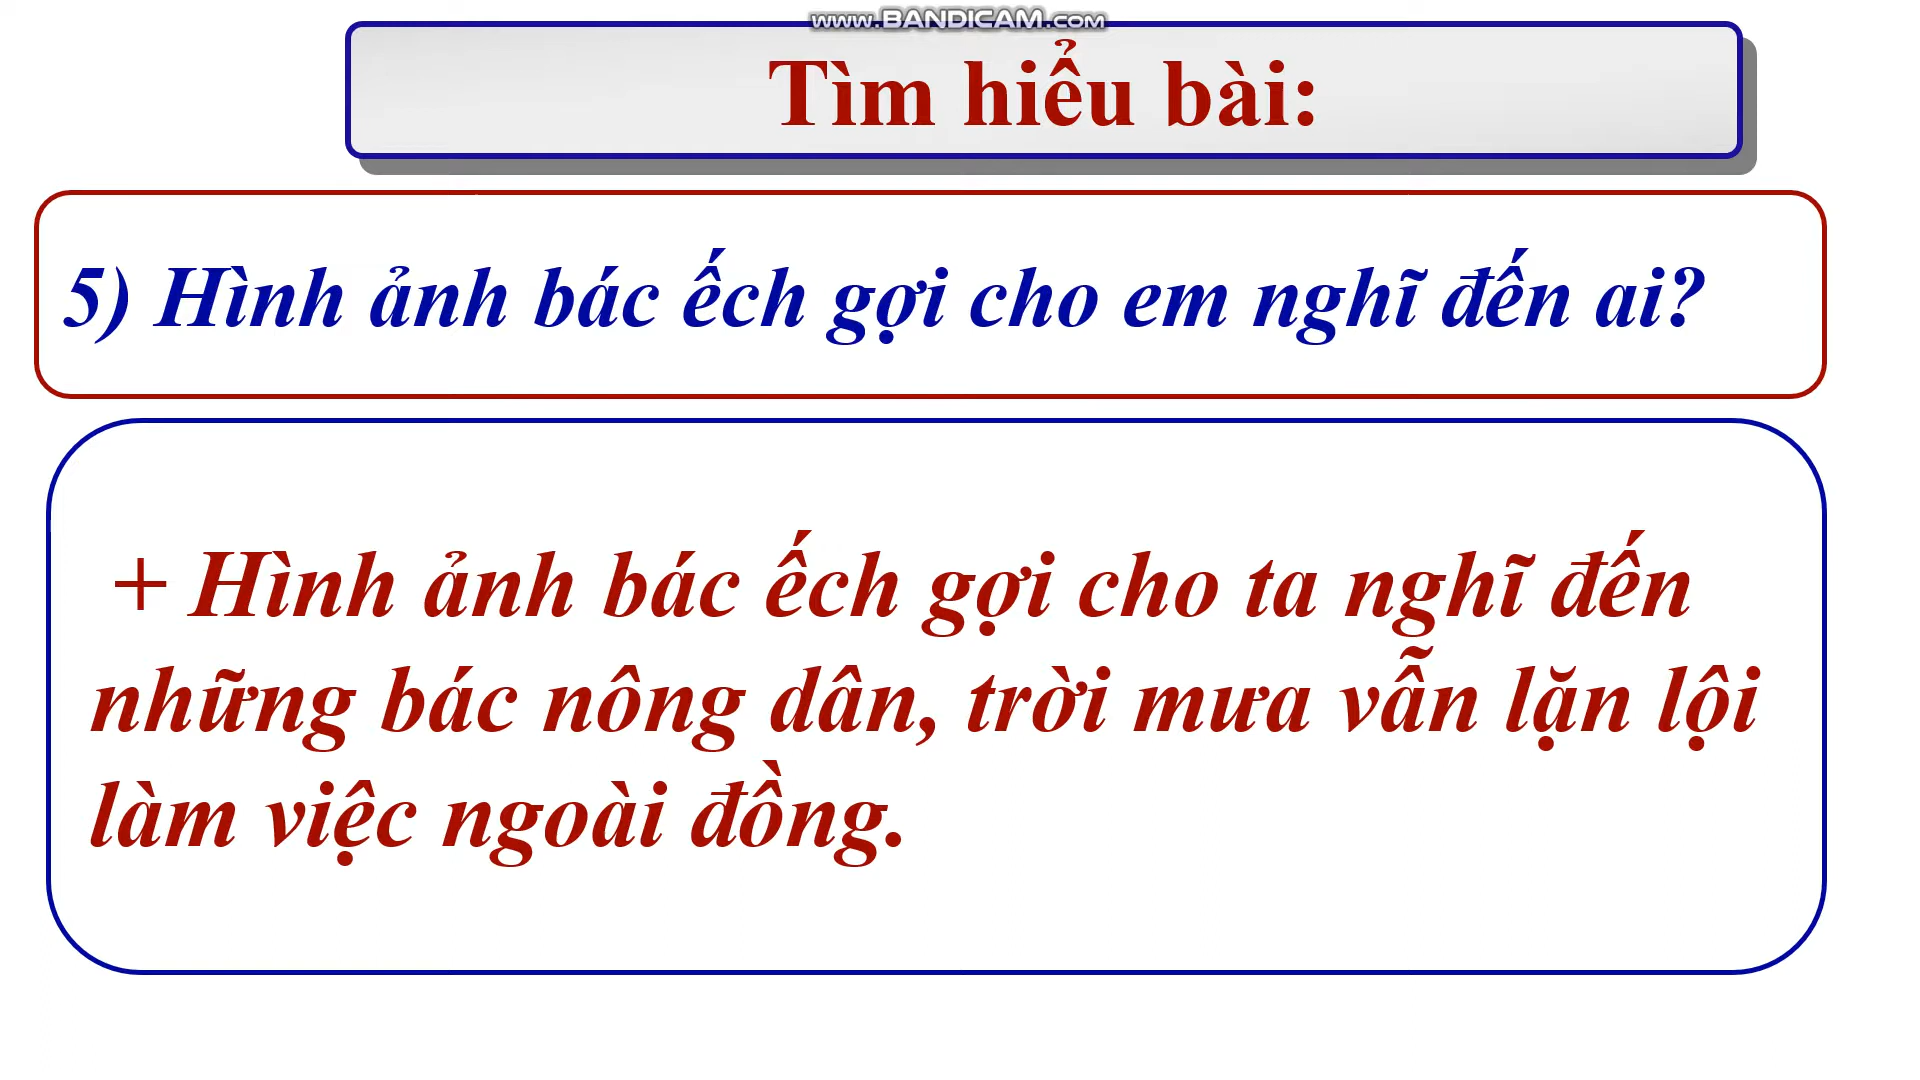 www.BANDICAM.com
Tìm hiểu bài:
5) Hình ảnh bác ếch gợi cho em nghĩ đến ai?
+ Hình ảnh bác ếch gợi cho ta nghĩ đến
những bác nông dân, trời mưa vẫn lặn lội
làm việc ngoài đồng.